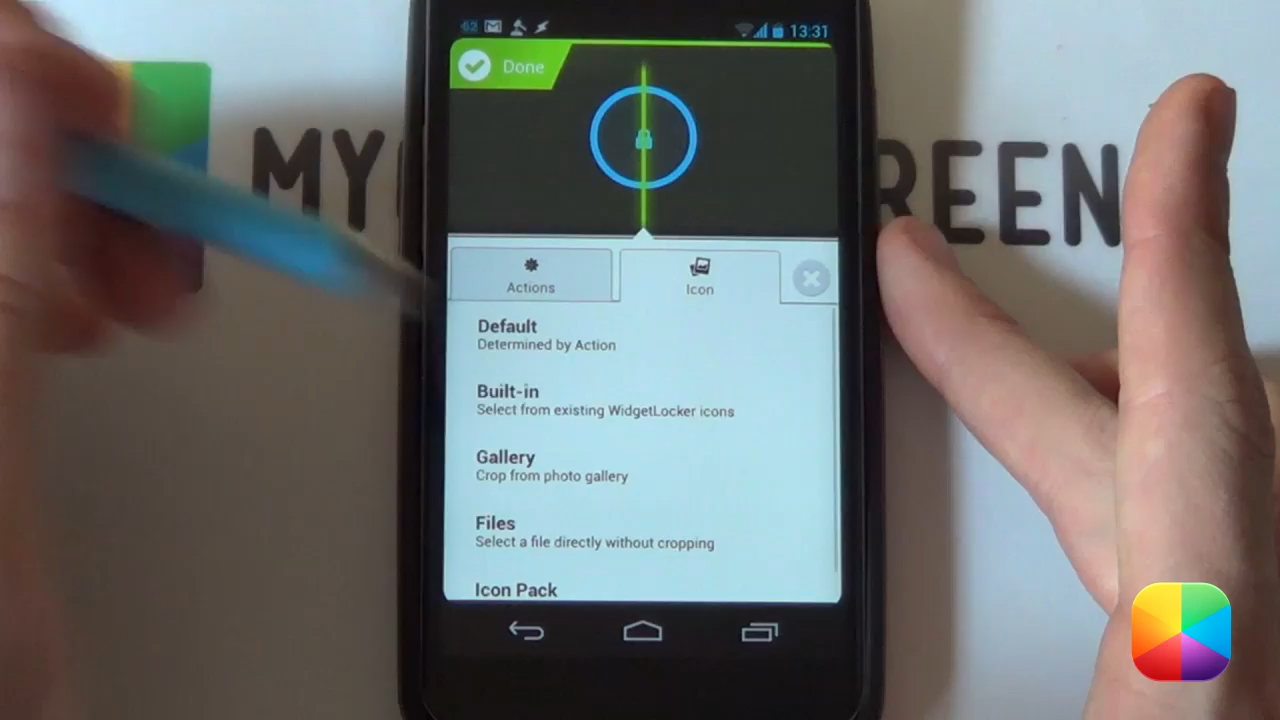 62
13:31
Done
MY
REEN
Actions
Icon
Default
Determined by Action
Built-in
Select from existing WidgetLocker icons
Gallery
Crop from photo gallery
Files
Select a file directly without cropping
Icon Pack